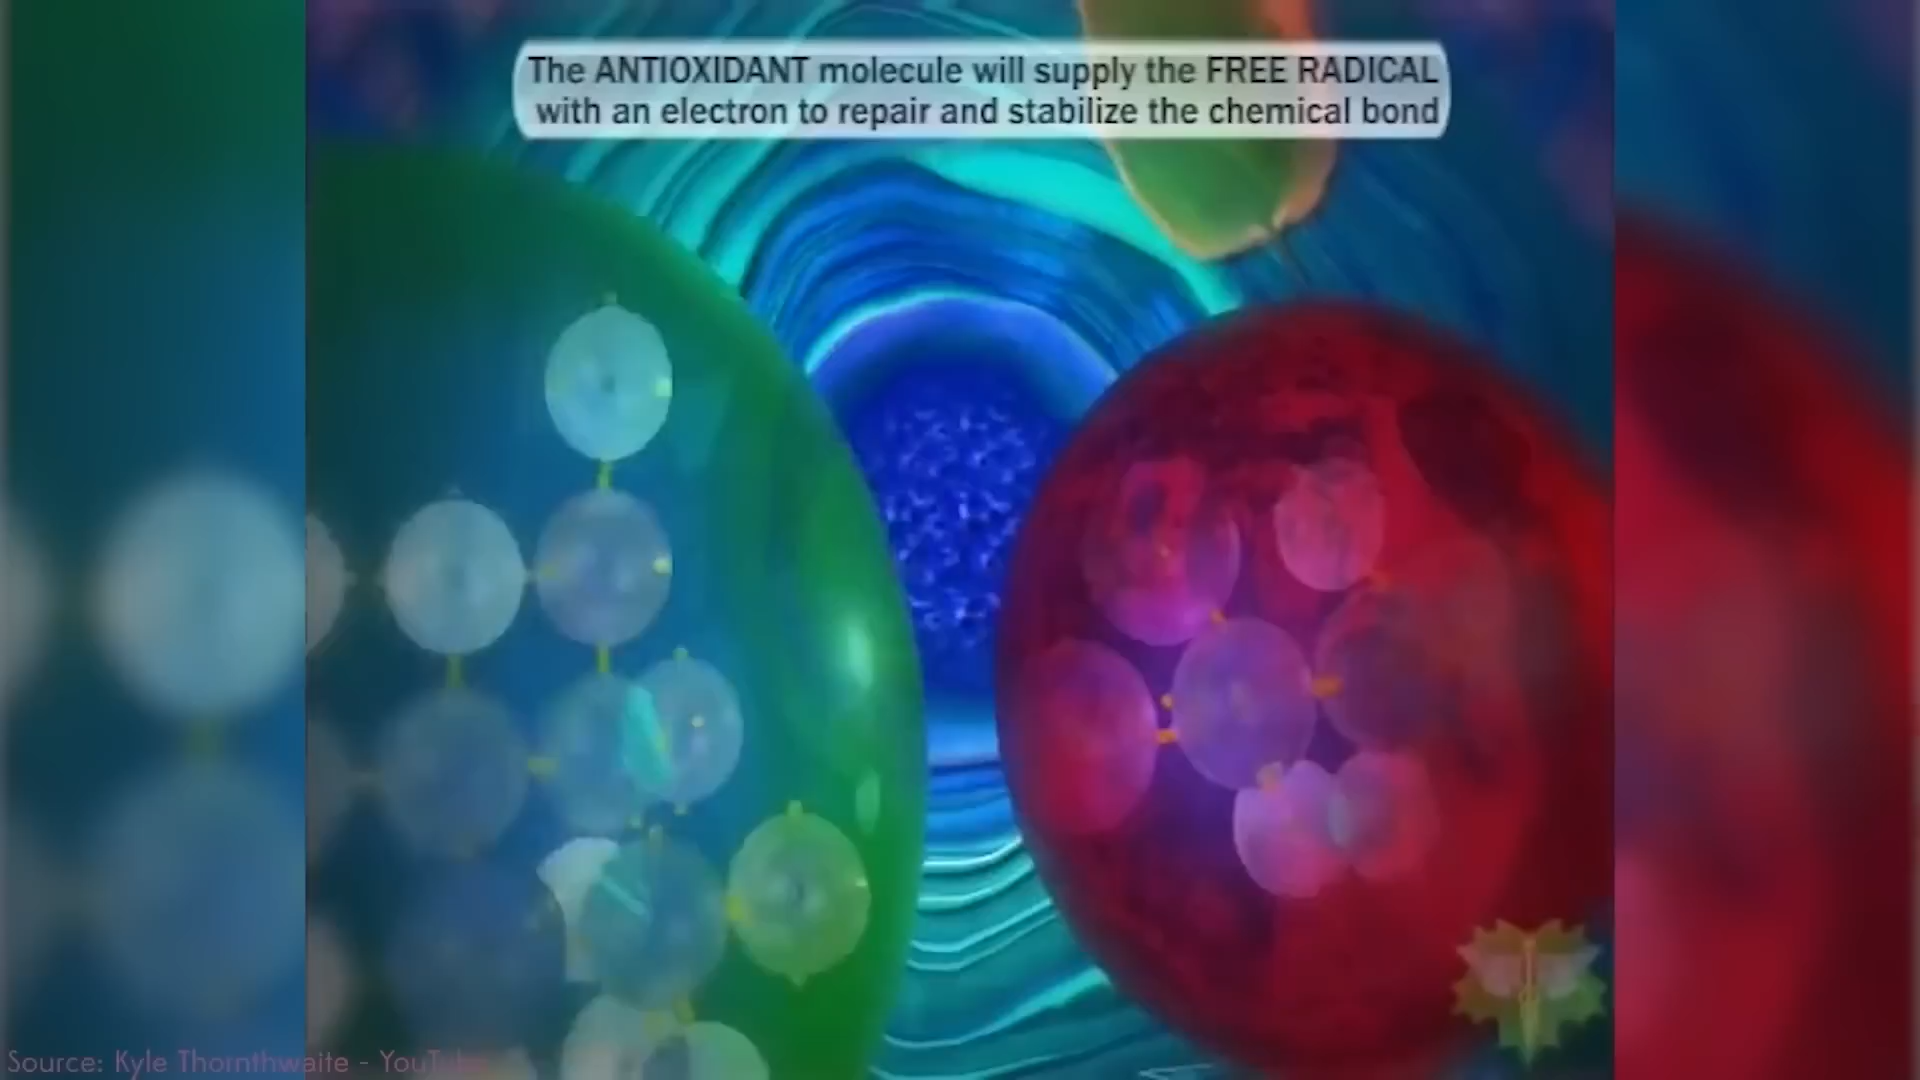 The ANTIOXIDANT molecule will supply the FREE RADICAL
with an electron to repair and stabilize the chemical bond
Source: Kyle Thornthwaite - YouTube